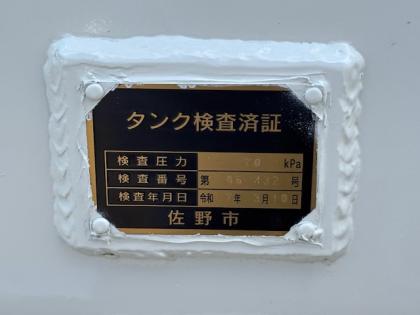 タンク検査済証
検査圧力 70 kPa
検査番号 第 号
検査年月日 令和 年 月 日
佐野市